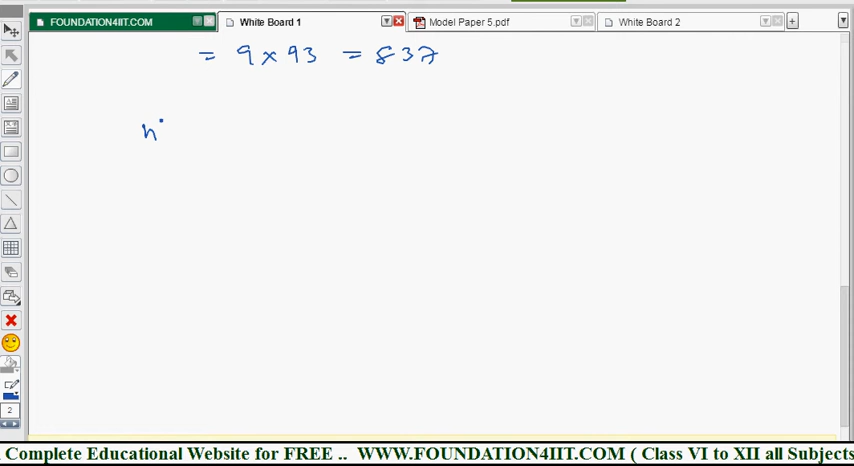 FOUNDATION4IIT.COM White Board 1 Model Paper 5.pdf White Board 2
= 9 x 93 = 837
h
2
Complete Educational Website for FREE .. WWW.FOUNDATION4IIT.COM ( Class VI to XII all Subjects